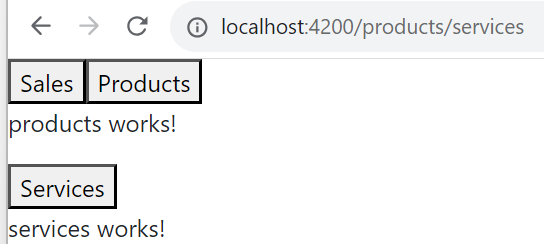 localhost:4200/products/services
Sales Products
products works!
Services
services works!